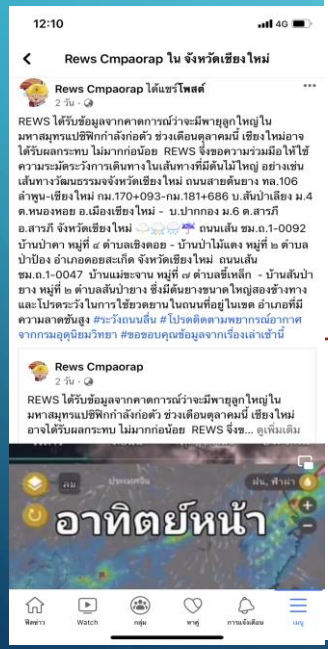 12:10
4G
Rews Cmpaorap ใน จังหวัดเชียงใหม่
Rews Cmpaorap ได้แชร์โพสต์
2 วัน
REWS ได้รับข้อมูลจากคาดการณ์ว่าจะมีพายุลูกใหญ่ใน
มหาสมุทรแปซิฟิกกำลังก่อตัว ช่วงเดือนตุลาคมนี้ เชียงใหม่อาจ
ได้รับผลกระทบ ไม่มากก็น้อย REWS จึงขอความร่วมมือให้ใช้
ความระมัดระวังการเดินทางในเส้นทางที่มีต้นไม้ใหญ่ อย่างเช่น
เส้นทางวัฒนธรรมจังหวัดเชียงใหม่ ถนนสายต้นยาง ทล.106
ลำพูน-เชียงใหม่ กม.170+093-กม.181+686 บ.สันป่าเลียง ม.4
ต.หนองหอย อ.เมืองเชียงใหม่ - บ.ปากกอง ม.6 ต.สารภี
อ.สารภี จังหวัดเชียงใหม่ ถนนเส้น ชม.ถ.1-0092
บ้านป่าคา หมู่ที่ ๔ ตำบลเชิงดอย - บ้านป่าไม้แดง หมู่ที่ ๒ ตำบล
ป่าป้อง อำเภอดอยสะเก็ด จังหวัดเชียงใหม่ ถนนเส้น
ชม.ถ.1-0047 บ้านแม่ขะจาน หมู่ที่ ๗ ตำบลขี้เหล็ก - บ้านสันป่า
ยาง หมู่ที่ ๒ ตำบลสันป่ายาง ซึ่งมีต้นยางขนาดใหญ่สองข้างทาง
และโปรดระวังในการใช้ยวดยานในถนนที่อยู่ในเขต อำเภอที่มี
ความลาดชันสูง #ระวังถนนลื่น #โปรดติดตามพยากรณ์อากาศ
จากกรมอุตุนิยมวิทยา #ขอขอบคุณข้อมูลจากเรื่องเล่าเช้านี้
Rews Cmpaorap
2 วัน
REWS ได้รับข้อมูลจากคาดการณ์ว่าจะมีพายุลูกใหญ่ใน
มหาสมุทรแปซิฟิกกำลังก่อตัว ช่วงเดือนตุลาคมนี้ เชียงใหม่
อาจได้รับผลกระทบ ไม่มากก็น้อย REWS จึงข... ดูเพิ่มเติม
ลม
ประเทศจีน
ฝน, ฟ้าผ่า
อาทิตย์หน้า
ฟีดข่าว
Watch
กลุ่ม
หาคู่
การแจ้งเตือน
เมนู